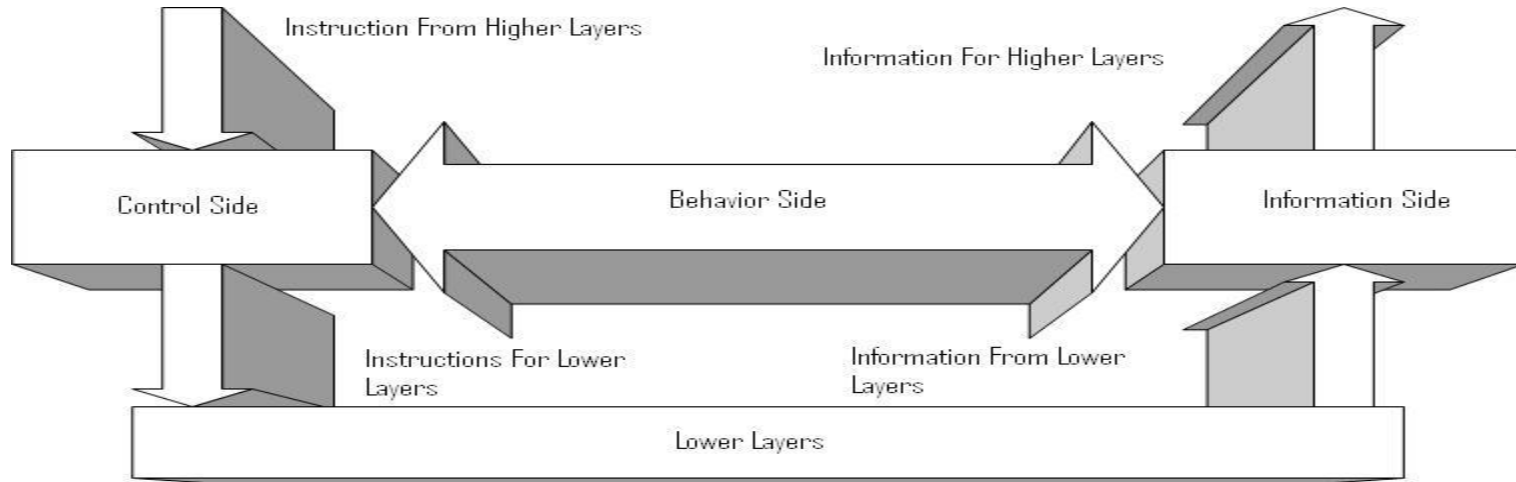 Instruction From Higher Layers
Information For Higher Layers
Control Side
Behavior Side
Information Side
Instructions For Lower
Layers
Information From Lower
Layers
Lower Layers